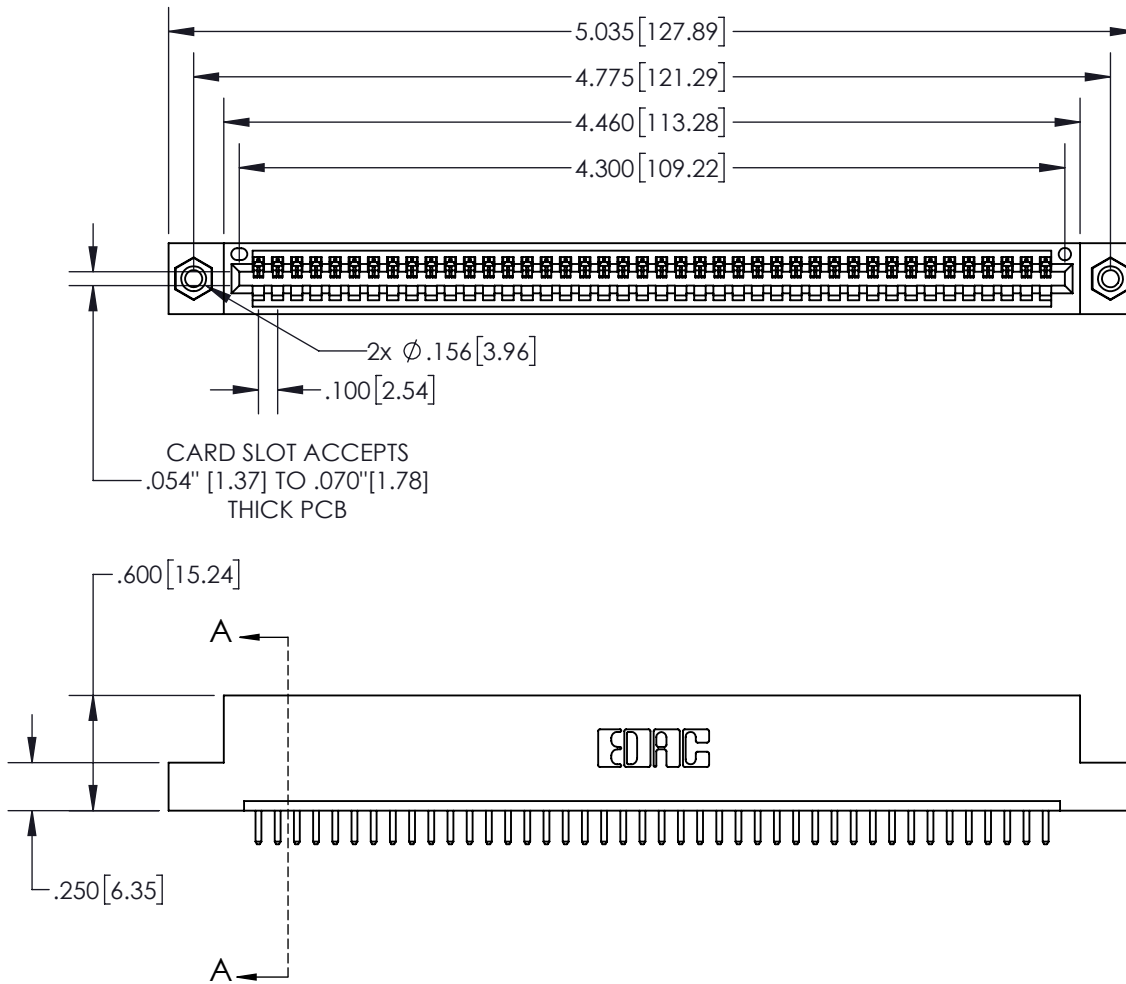 5.035[127.89]
4.775[121.29]
4.460[113.28]
4.300[109.22]
2x Ø.156[3.96]
.100[2.54]
CARD SLOT ACCEPTS
.054" [1.37] TO .070"[1.78]
THICK PCB
.600[15.24]
A
EDAC
.250[6.35]
A